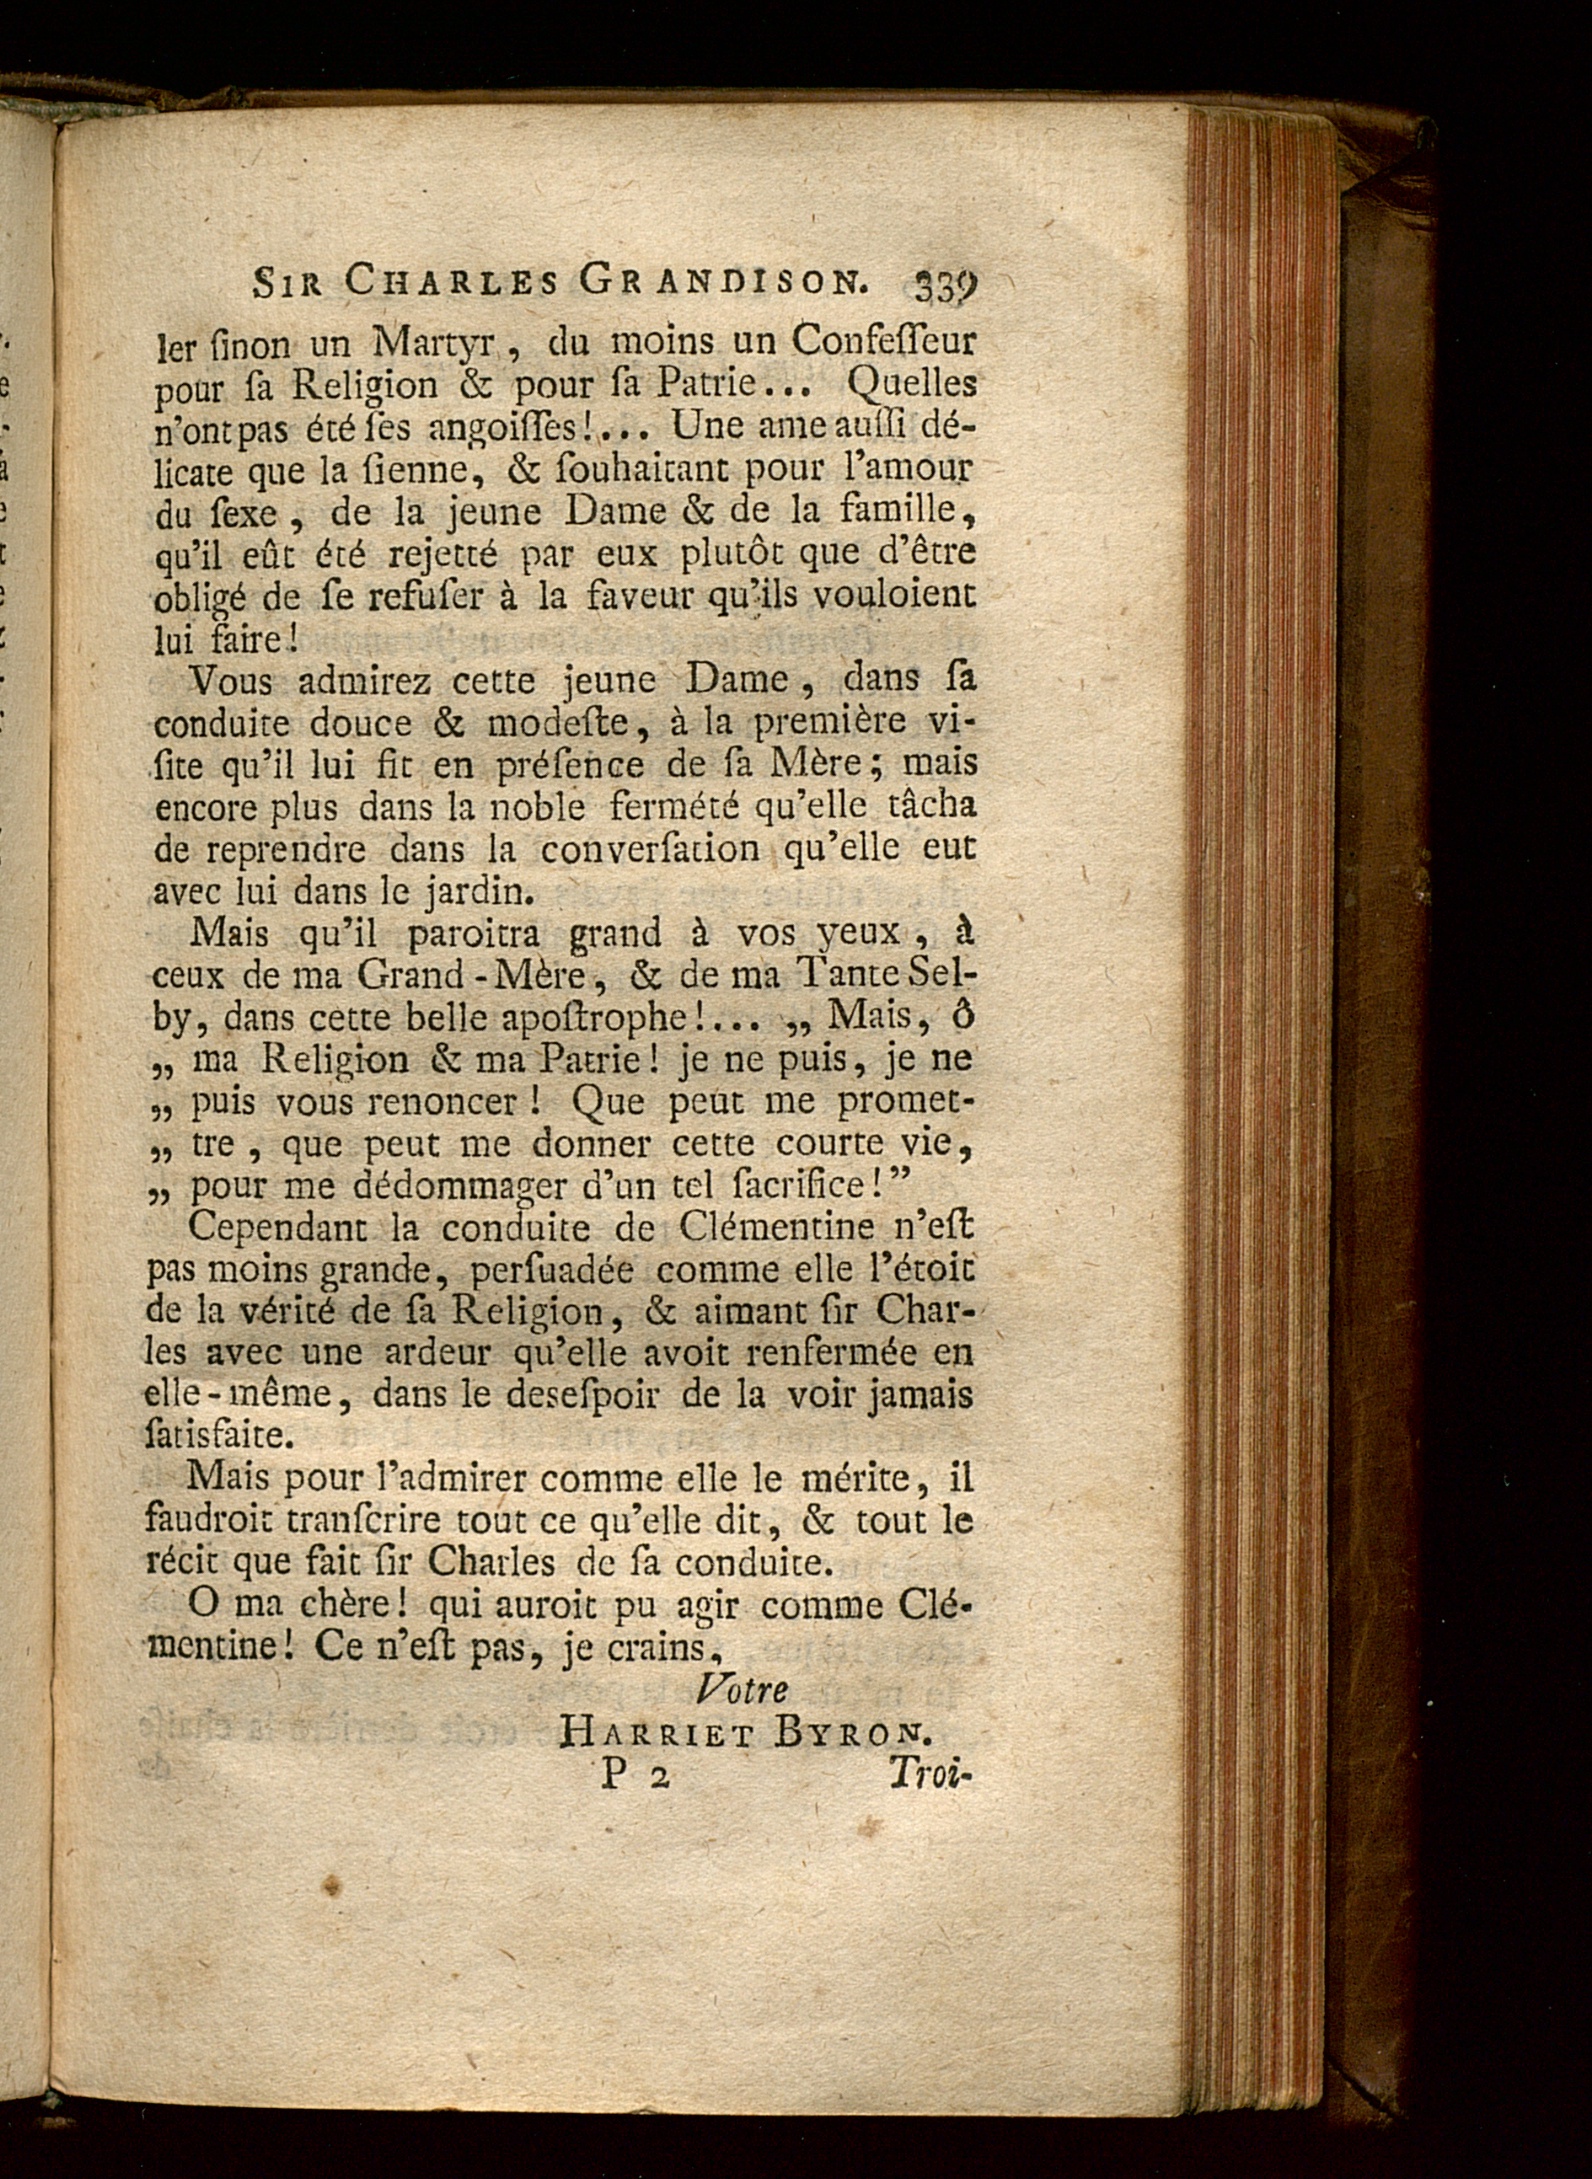 SIR CHARLES GRANDISON. 339
ler ſinon un Martyr, du moins un Confeſſeur
pour ſa Religion & pour ſa Patrie... Quelles
n'ont pas été ſes angoiſſes!... Une ame auſſi dé-
licate que la ſienne, & ſouhaitant pour l'amour
du ſexe, de la jeune Dame & de la famille,
qu'il eût été rejetté par eux plutôt que d'être
obligé de ſe refuſer à la faveur qu'ils vouloient
lui faire!
Vous admirez cette jeune Dame, dans ſa
conduite douce & modeſte, à la première vi-
ſite qu'il lui fit en préſence de ſa Mère; mais
encore plus dans la noble fermété qu'elle tâcha
de reprendre dans la converſation qu'elle eut
avec lui dans le jardin.
Mais qu'il paroitra grand à vos yeux, à
ceux de ma Grand-Mère, & de ma Tante Sel-
by, dans cette belle apoſtrophe!... „ Mais, ô
„ ma Religion & ma Patrie! je ne puis, je ne
„ puis vous renoncer! Que peut me promet-
„ tre, que peut me donner cette courte vie,
„ pour me dédommager d'un tel ſacrifice!”
Cependant la conduite de Clémentine n'eſt
pas moins grande, perſuadée comme elle l'étoit
de la vérité de ſa Religion, & aimant ſir Char-
les avec une ardeur qu'elle avoit renfermée en
elle-même, dans le deseſpoir de la voir jamais
ſatisfaite.
Mais pour l'admirer comme elle le mérite, il
faudroit tranſcrire tout ce qu'elle dit, & tout le
récit que fait ſir Charles de ſa conduite.
O ma chère! qui auroit pu agir comme Clé-
mentine! Ce n'eſt pas, je crains,
Votre
HARRIET BYRON.
P 2 Troi-